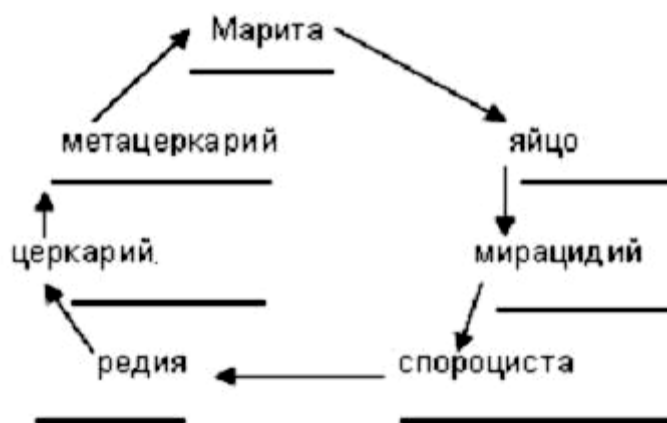 Марита
метацеркарий яйцо
церкарий. мирацидий
редия спороциста